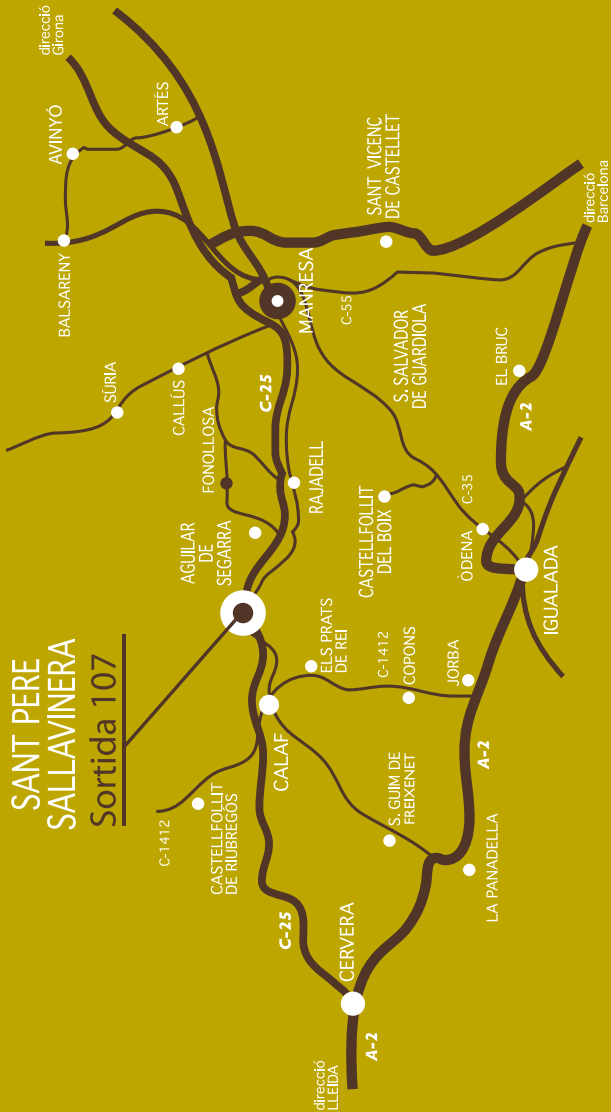 SANT PERE
SALLAVINERA
Sortida 107
direcció
Girona
AVINYÓ
ARTÉS
BALSARENY
SÚRIA
CALLÚS
FONOLLOSA
AGUILAR
DE
SEGARRA
C-25
MANRESA
SANT VICENÇ
DE CASTELLET
C-55
RAJADELL
S. SALVADOR
DE GUARDIOLA
CASTELLFOLLIT
DEL BOIX
EL BRUC
A-2
direcció
Barcelona
C-35
ÒDENA
IGUALADA
ELS PRATS
DE REI
C-1412
COPONS
JORBA
CALAF
C-1412
CASTELLFOLLIT
DE RIUBREGÓS
S. GUIM DE
FREIXENET
A-2
LA PANADELLA
C-25
CERVERA
A-2
direcció
LLEIDA